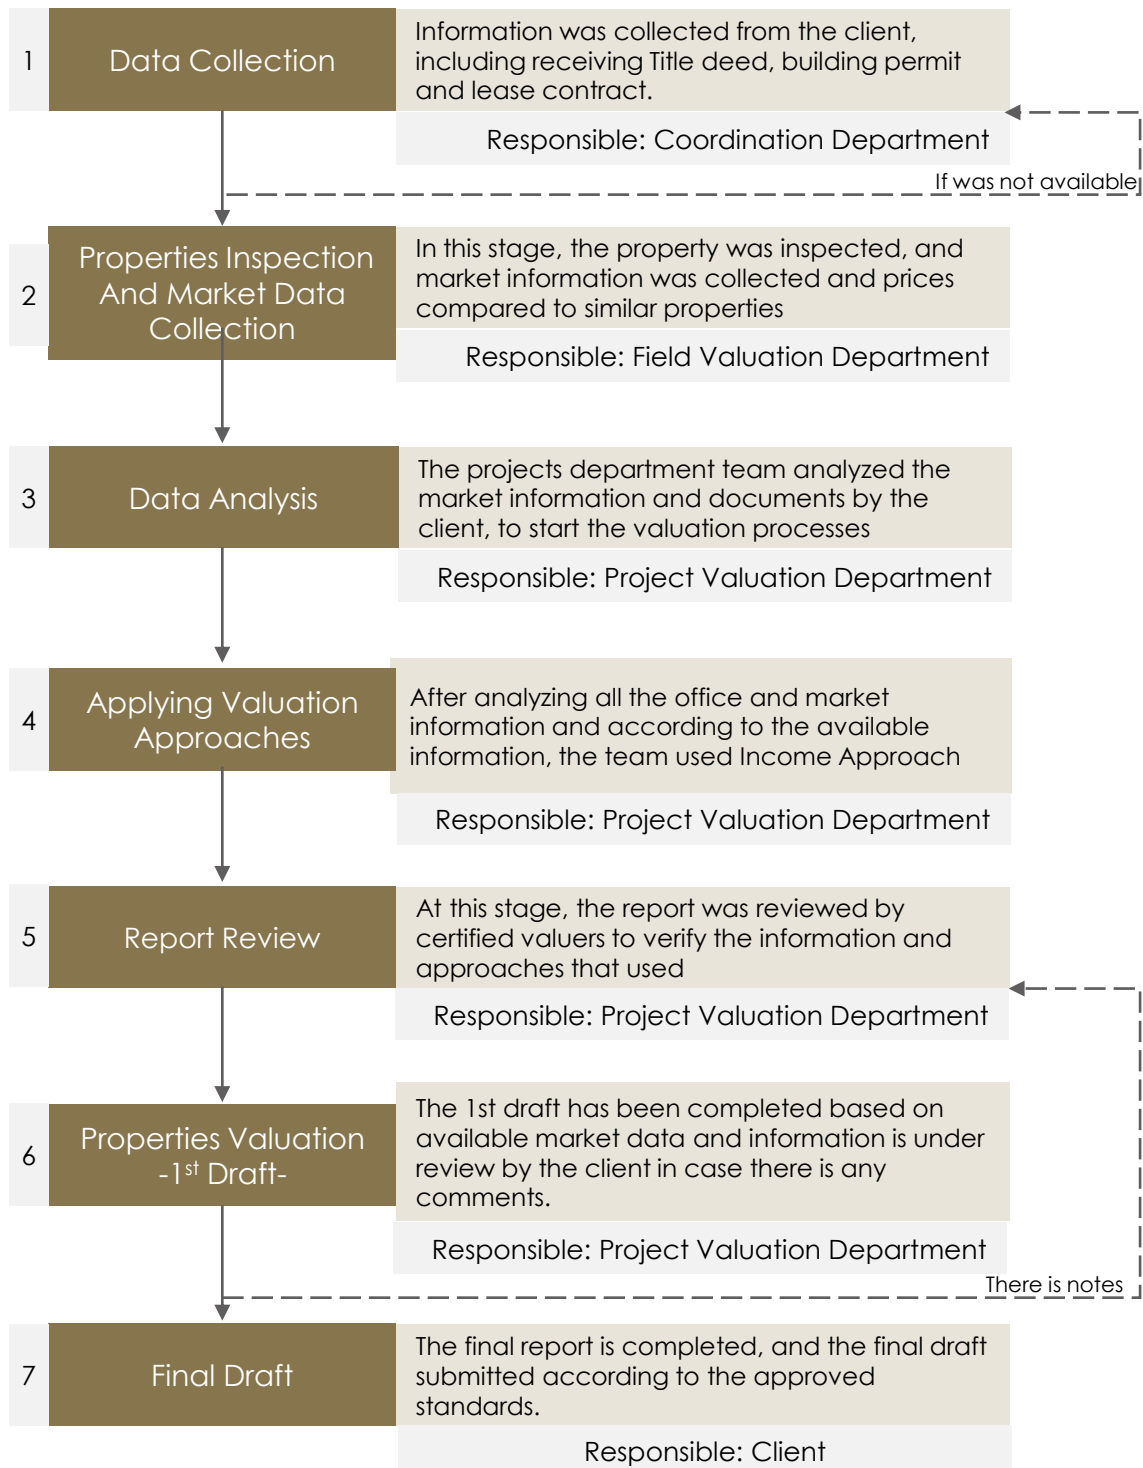 1
Data Collection
Information was collected from the client,
including receiving Title deed, building permit
and lease contract.
Responsible: Coordination Department
If was not available
2
Properties Inspection
And Market Data
Collection
In this stage, the property was inspected, and
market information was collected and prices
compared to similar properties
Responsible: Field Valuation Department
3
Data Analysis
The projects department team analyzed the
market information and documents by the
client, to start the valuation processes
Responsible: Project Valuation Department
4
Applying Valuation
Approaches
After analyzing all the office and market
information and according to the available
information, the team used Income Approach
Responsible: Project Valuation Department
5
Report Review
At this stage, the report was reviewed by
certified valuers to verify the information and
approaches that used
Responsible: Project Valuation Department
6
Properties Valuation
-1st Draft-
The 1st draft has been completed based on
available market data and information is under
review by the client in case there is any
comments.
Responsible: Project Valuation Department
There is notes
7
Final Draft
The final report is completed, and the final draft
submitted according to the approved
standards.
Responsible: Client